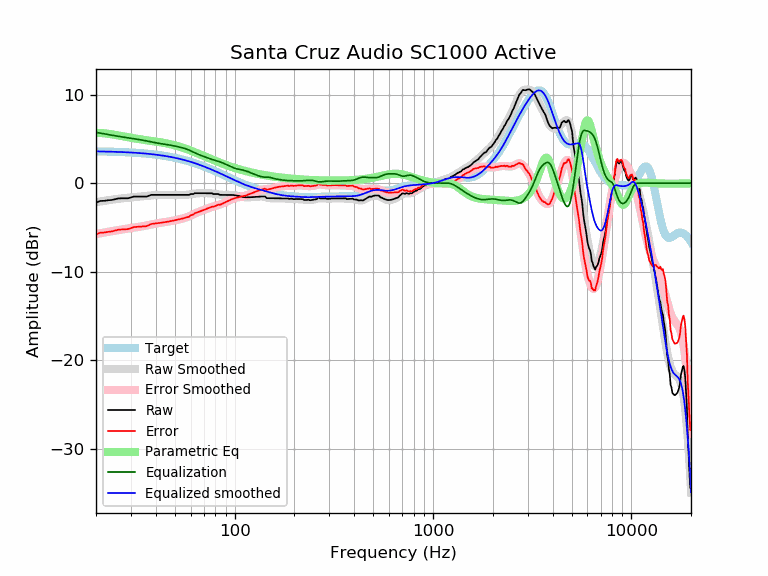 Santa Cruz Audio SC1000 Active
10
0
−10
−20
−30
Amplitude (dBr)
Target
Raw Smoothed
Error Smoothed
Raw
Error
Parametric Eq
Equalization
Equalized smoothed
100
1000
10000
Frequency (Hz)